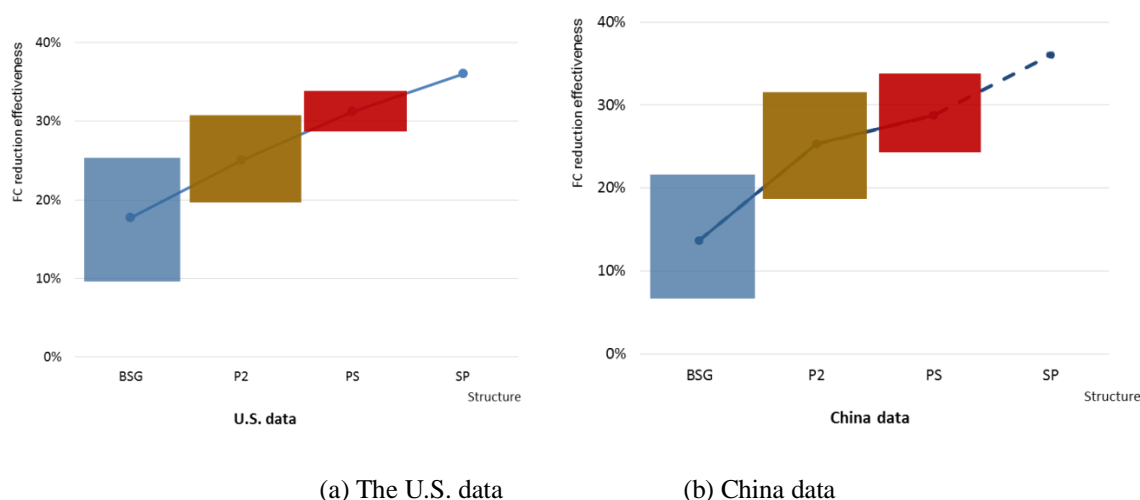 FC reduction effectiveness
40%
30%
20%
10%
0%
BSG P2 PS SP
Structure
U.S. data
FC reduction effectiveness
40%
30%
20%
10%
0%
BSG P2 PS SP
Structure
China data
(a) The U.S. data (b) China data